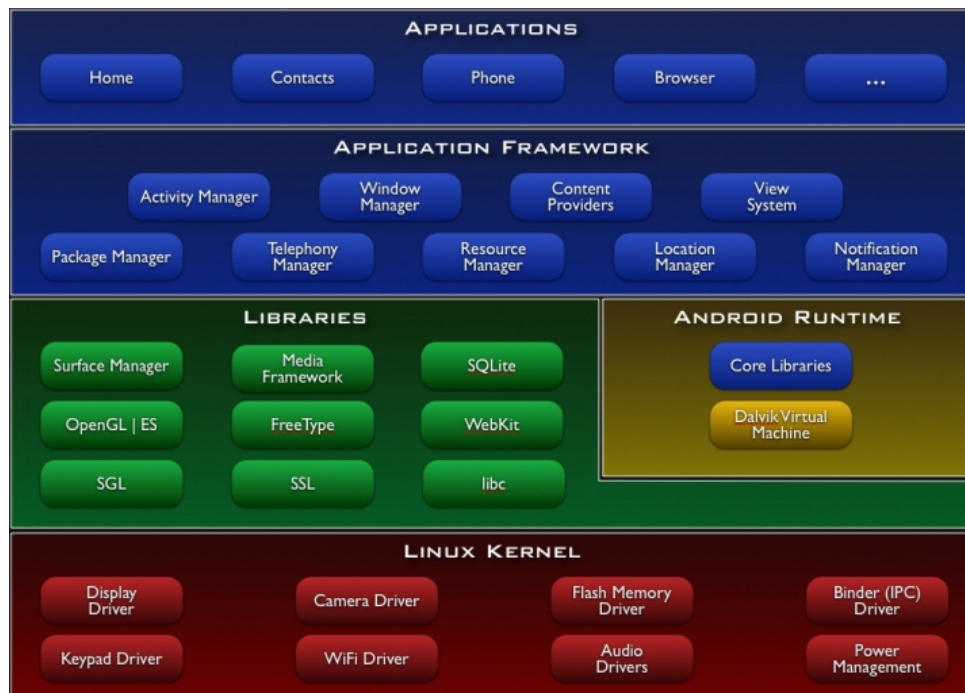 APPLICATIONS
Home
Contacts
Phone
Browser
...
APPLICATION FRAMEWORK
Activity Manager
Window
Manager
Content
Providers
View
System
Package Manager
Telephony
Manager
Resource
Manager
Location
Manager
Notification
Manager
LIBRARIES
Surface Manager
Media
Framework
SQLite
OpenGL | ES
FreeType
WebKit
SGL
SSL
libc
ANDROID RUNTIME
Core Libraries
Dalvik Virtual
Machine
LINUX KERNEL
Display
Driver
Camera Driver
Flash Memory
Driver
Binder (IPC)
Driver
Keypad Driver
WiFi Driver
Audio
Drivers
Power
Management